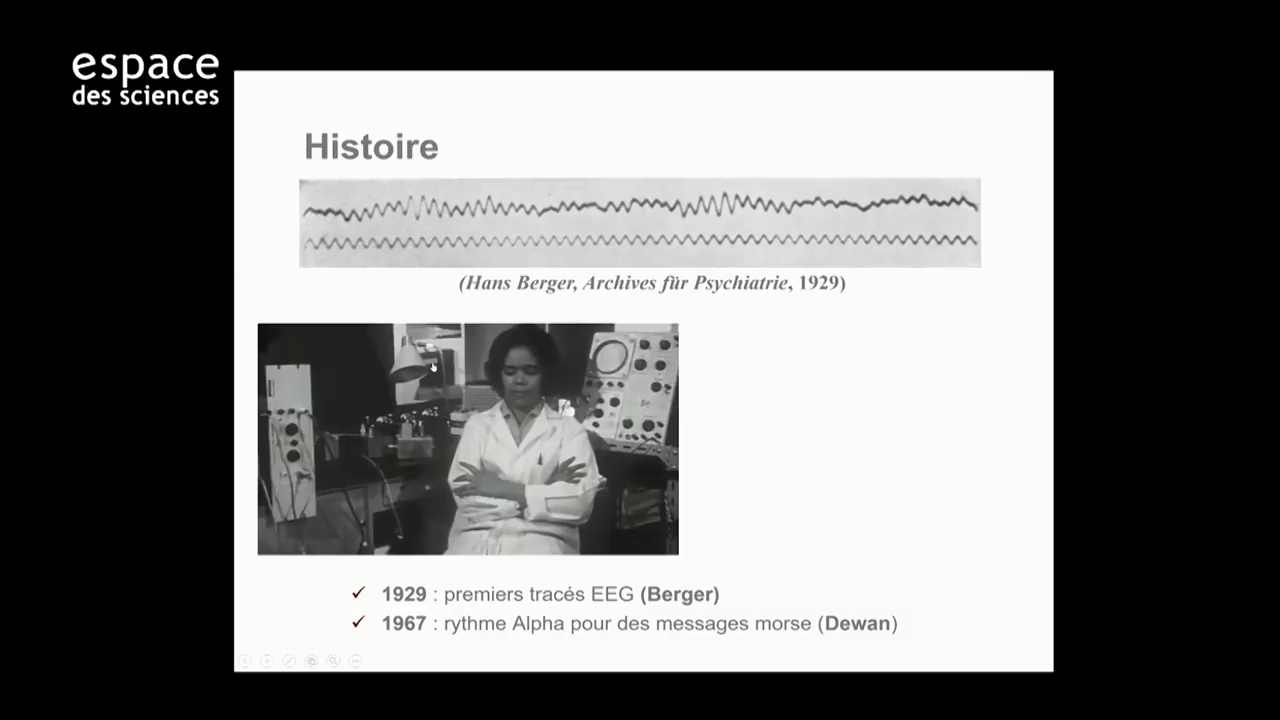 espace
des sciences
Histoire
(Hans Berger, Archives für Psychiatrie, 1929)
✓ 1929 : premiers tracés EEG (Berger)
✓ 1967 : rythme Alpha pour des messages morse (Dewan)